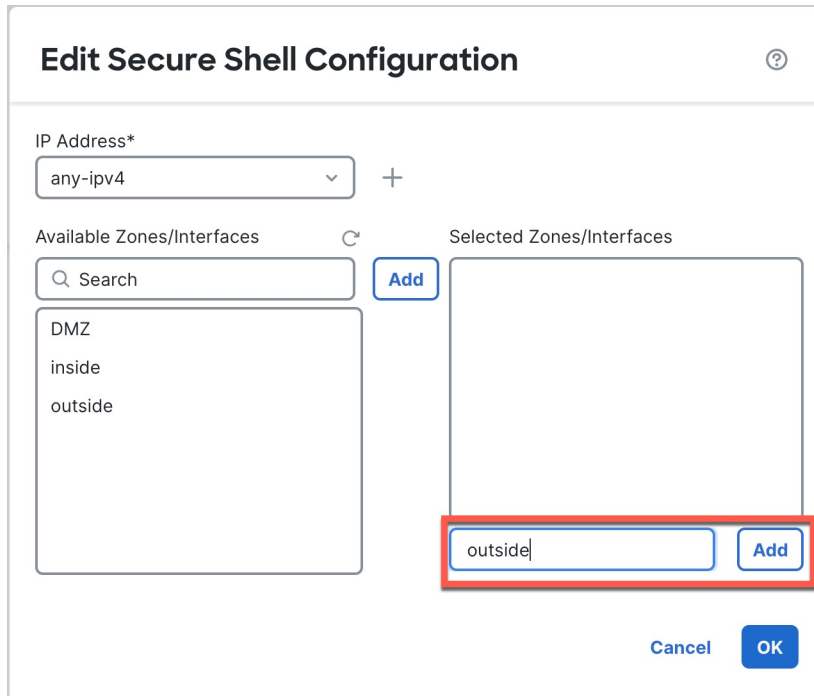 Edit Secure Shell Configuration
IP Address*
any-ipv4
Available Zones/Interfaces
Selected Zones/Interfaces
Search
Add
DMZ
inside
outside
outside
Add
Cancel
OK